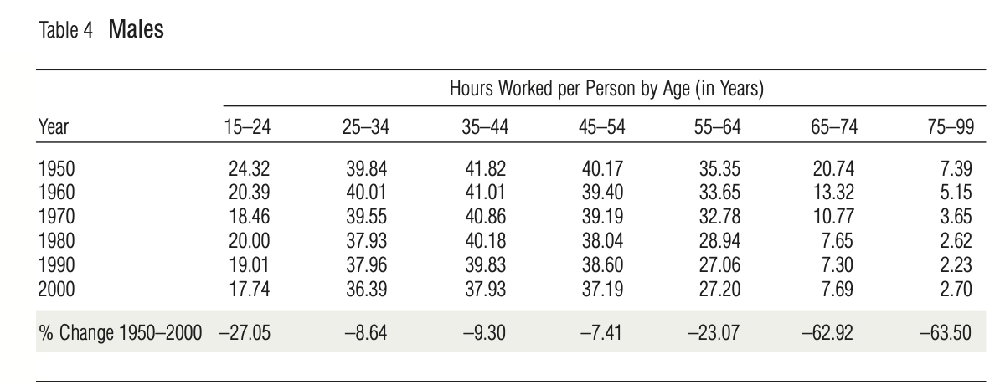 Table 4 Males
Hours Worked per Person by Age (in Years)
Year 15–24 25–34 35–44 45–54 55–64 65–74 75–99
1950 24.32 39.84 41.82 40.17 35.35 20.74 7.39
1960 20.39 40.01 41.01 39.40 33.65 13.32 5.15
1970 18.46 39.55 40.86 39.19 32.78 10.77 3.65
1980 20.00 37.93 40.18 38.04 28.94 7.65 2.62
1990 19.01 37.96 39.83 38.60 27.06 7.30 2.23
2000 17.74 36.39 37.93 37.19 27.20 7.69 2.70
% Change 1950–2000 –27.05 –8.64 –9.30 –7.41 –23.07 –62.92 –63.50